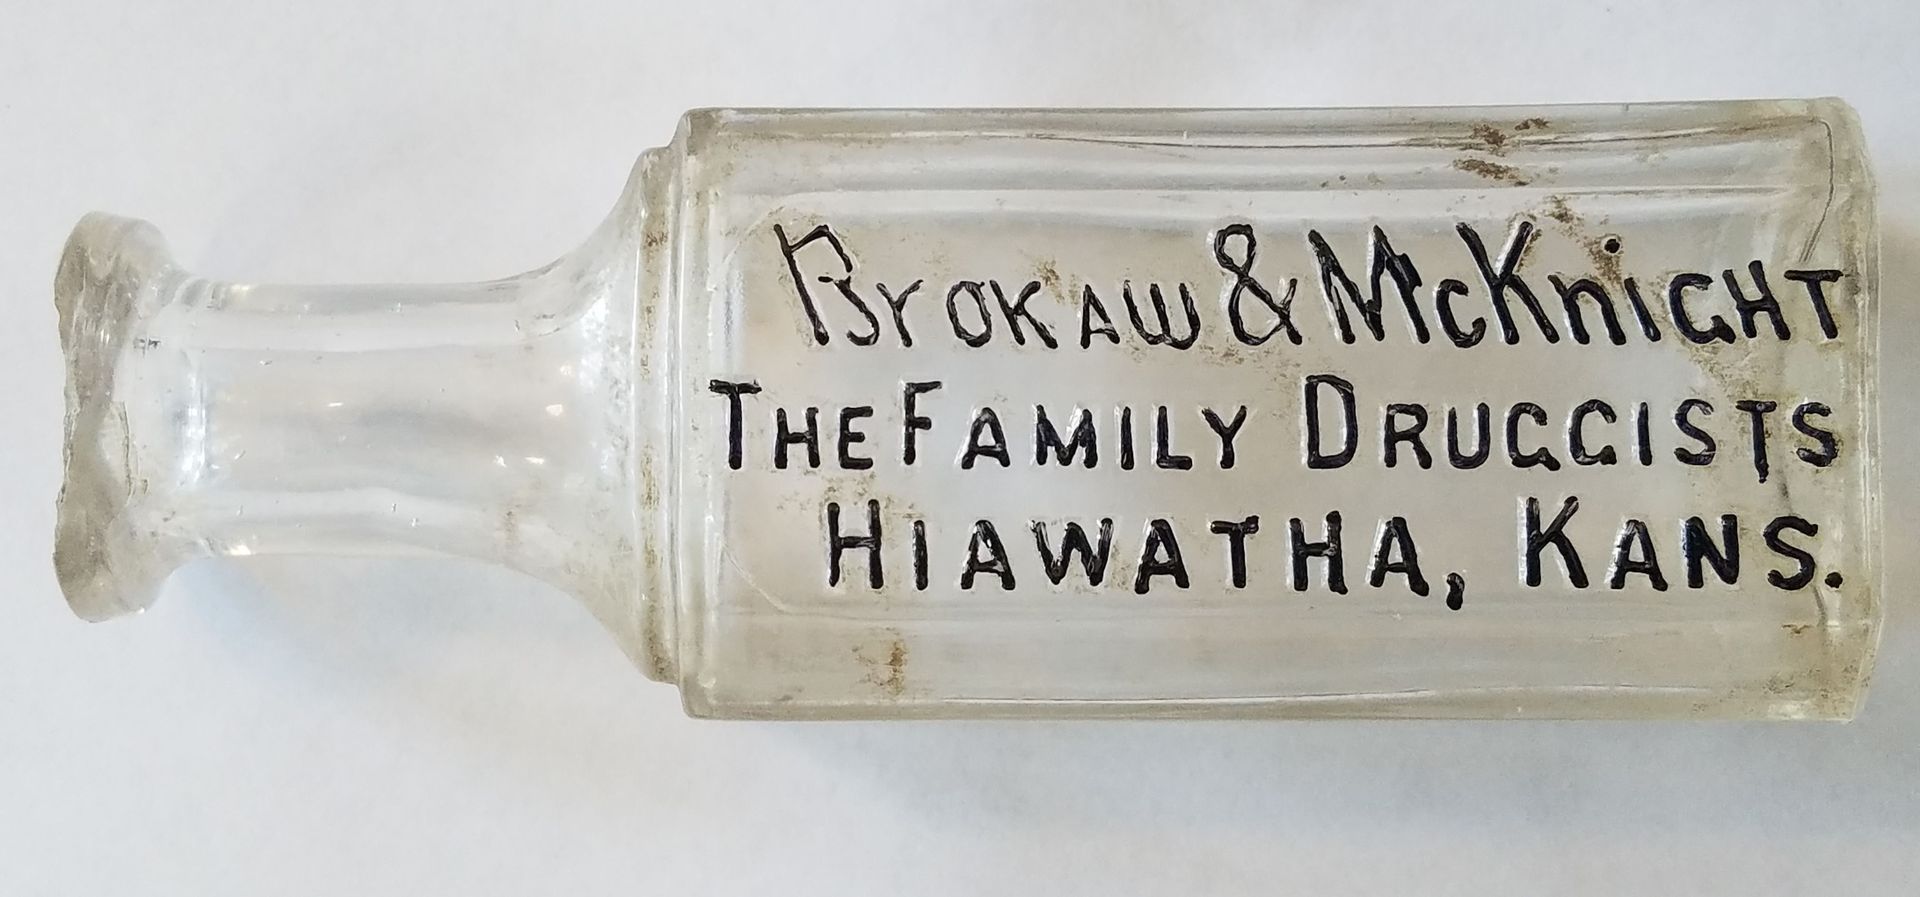 Brokaw & McKnight
The Family Druggists
Hiawatha, Kans.